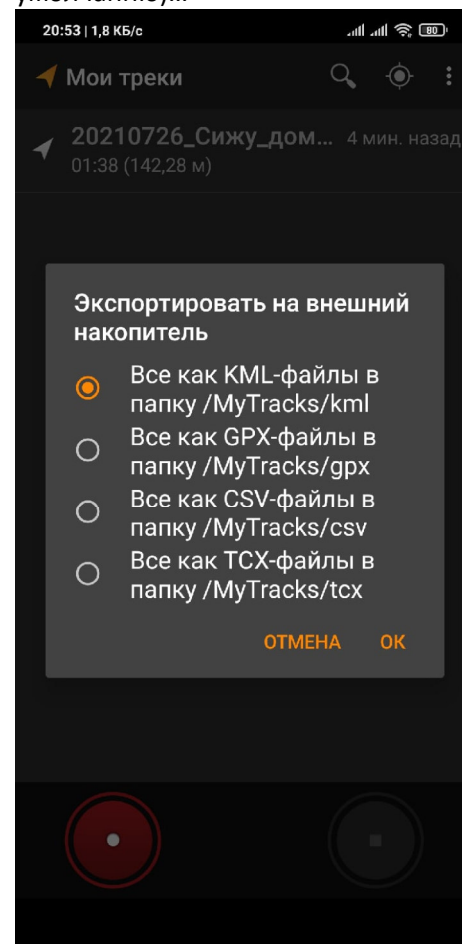 умолчанию)…
20:53 | 1,8 КБ/с
80
Мои треки
20210726_Сижу_дом… 4 мин. назад
01:38 (142,28 м)
Экспортировать на внешний
накопитель
Все как KML-файлы в
папку /MyTracks/kml
Все как GPX-файлы в
папку /MyTracks/gpx
Все как CSV-файлы в
папку /MyTracks/csv
Все как TCX-файлы в
папку /MyTracks/tcx
ОТМЕНА ОК